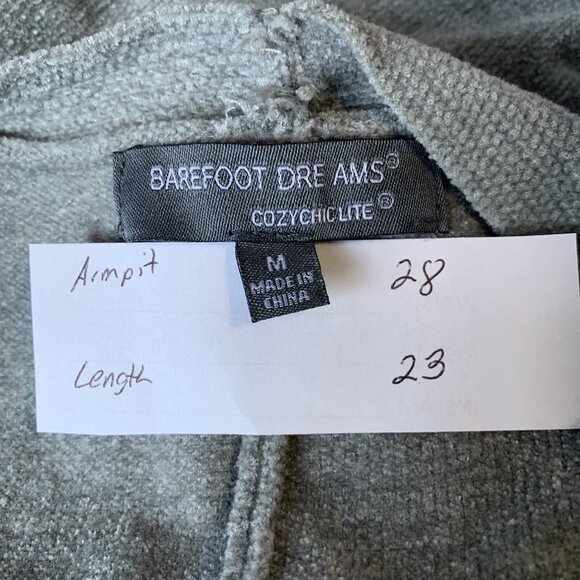 BAREFOOT DRE AMS®
COZYCHIC LITE®
M
MADE IN
CHINA
Armpit 28
Length 23